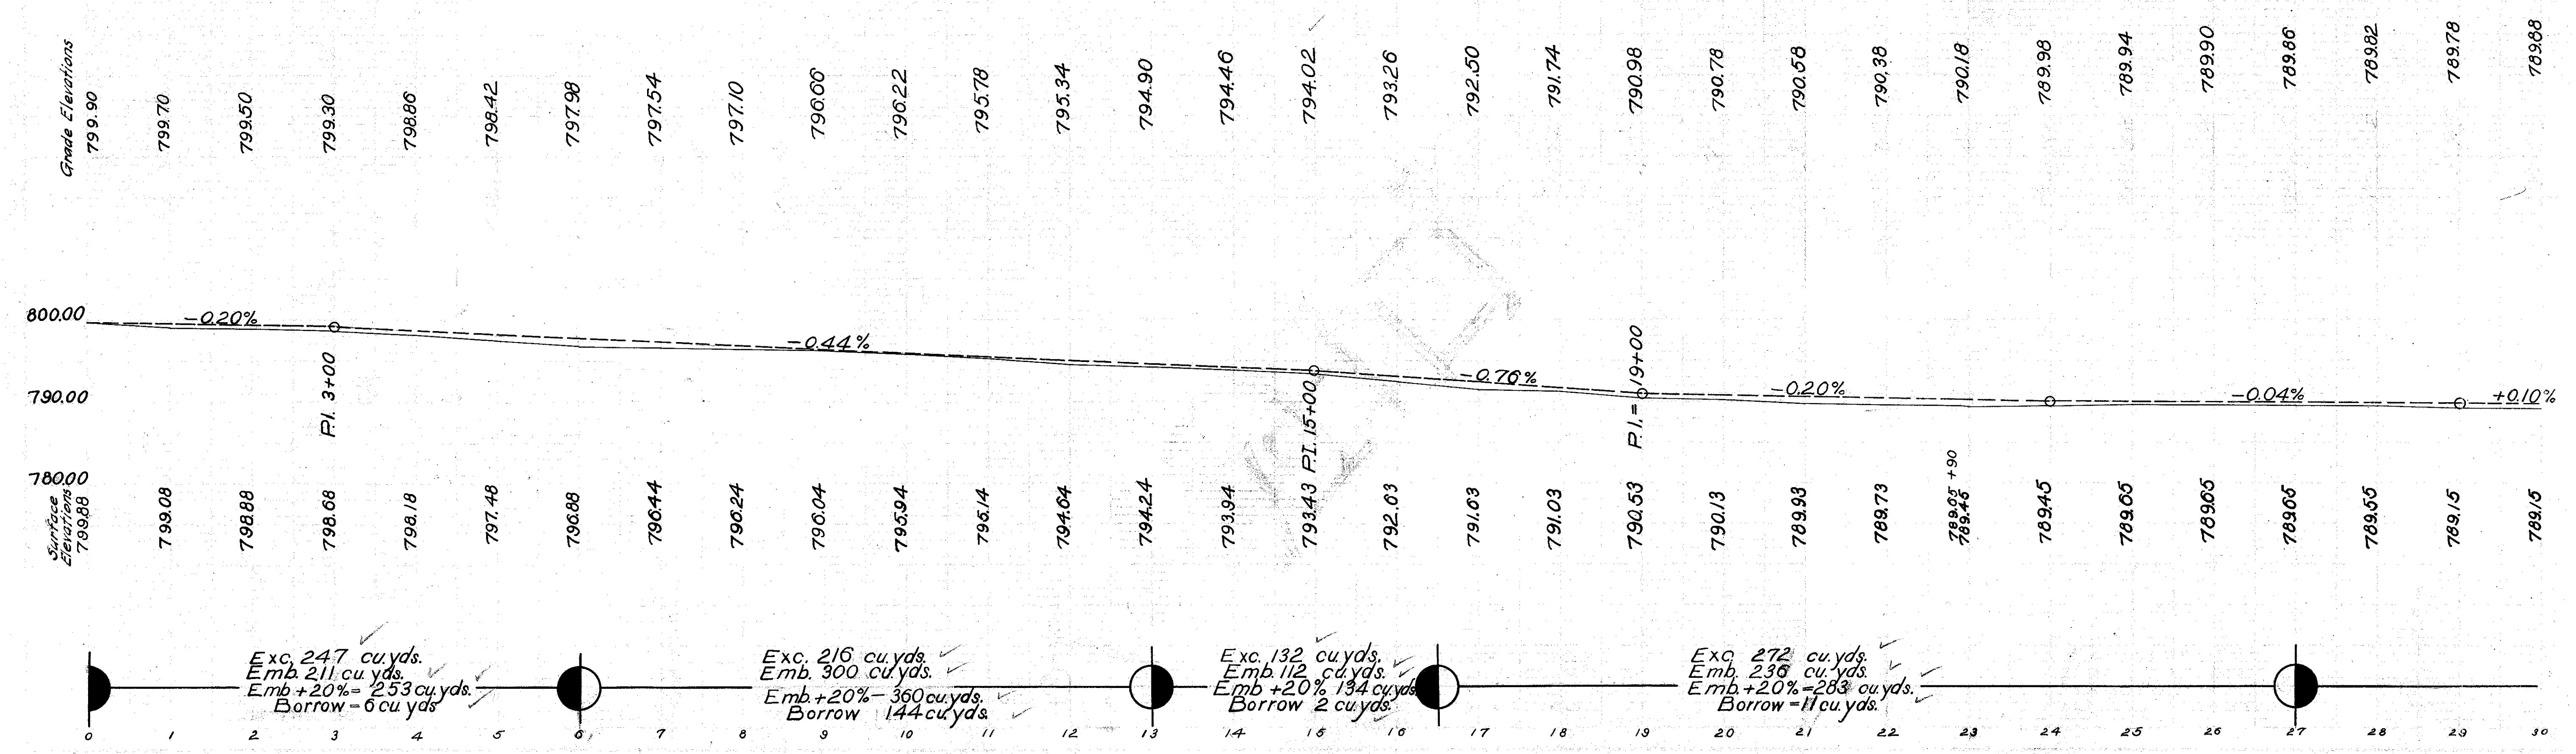 Grade Elevations
799.90 799.70 799.50 799.30 798.86 798.42 797.98 797.54 797.10 796.66 796.22 795.78 795.34 794.90 794.46 794.02 793.26 792.50 791.74 790.98 790.78 790.58 790.38 790.18 789.98 789.94 789.90 789.86 789.82 789.78 789.88
800.00
-0.20%
-0.44%
-0.76%
-0.20%
-0.04%
+0.10%
790.00
P.I. 3+00
P.I. 15+00
P.I. = 19+00
780.00
Surface Elevations
799.88 799.08 798.88 798.68 798.18 797.48 796.88 796.44 796.24 796.04 795.94 795.14 794.64 794.24 793.94 793.43 792.63 791.63 791.03 790.53 790.13 789.93 789.73 789.65 +90 789.45 789.45 789.65 789.65 789.65 789.55 789.15 789.15
Exc. 247 cu.yds.
Emb. 211 cu. yds.
Emb +20% = 253 cu.yds.
Borrow = 6 cu yds
Exc. 216 cu.yds.
Emb. 300 cu.yds.
Emb.+20% - 360 cu.yds.
Borrow 144 cu.yds.
Exc. 132 cu.yds.
Emb. 112 cu.yds.
Emb +20% 134 cu.yds
Borrow 2 cu.yds.
Exc. 272 cu.yds.
Emb. 236 cu.yds.
Emb.+20% =283 cu.yds.
Borrow = 11 cu.yds.
0 1 2 3 4 5 6 7 8 9 10 11 12 13 14 15 16 17 18 19 20 21 22 23 24 25 26 27 28 29 30